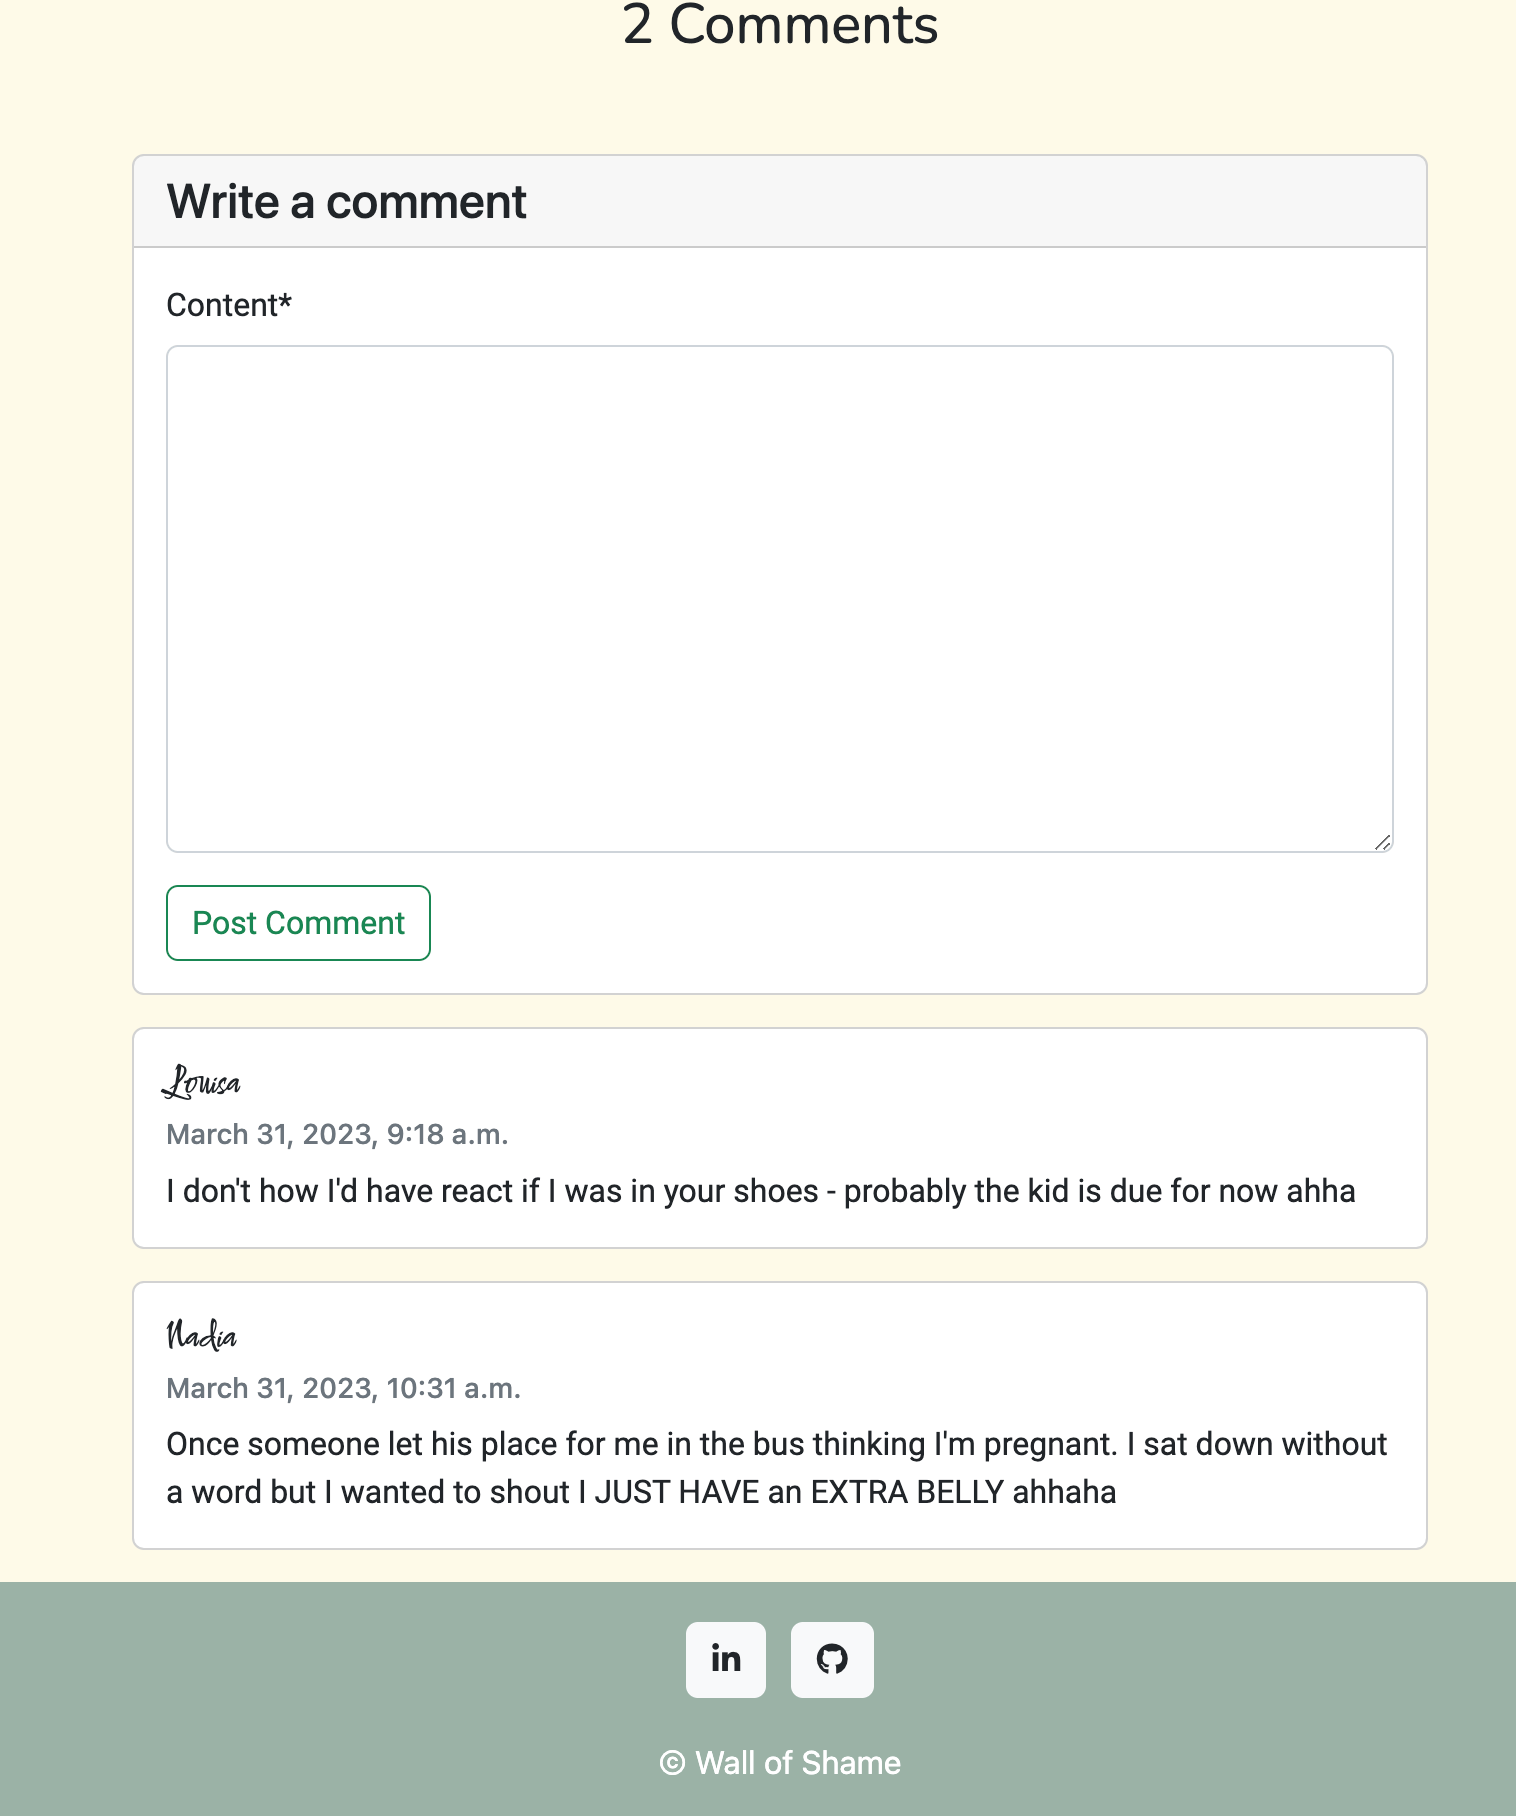 2 Comments
Write a comment
Content*
Post Comment
Louisa
March 31, 2023, 9:18 a.m.
I don't how I'd have react if I was in your shoes - probably the kid is due for now ahha
Nadia
March 31, 2023, 10:31 a.m.
Once someone let his place for me in the bus thinking I'm pregnant. I sat down without
a word but I wanted to shout I JUST HAVE an EXTRA BELLY ahhaha
in
© Wall of Shame